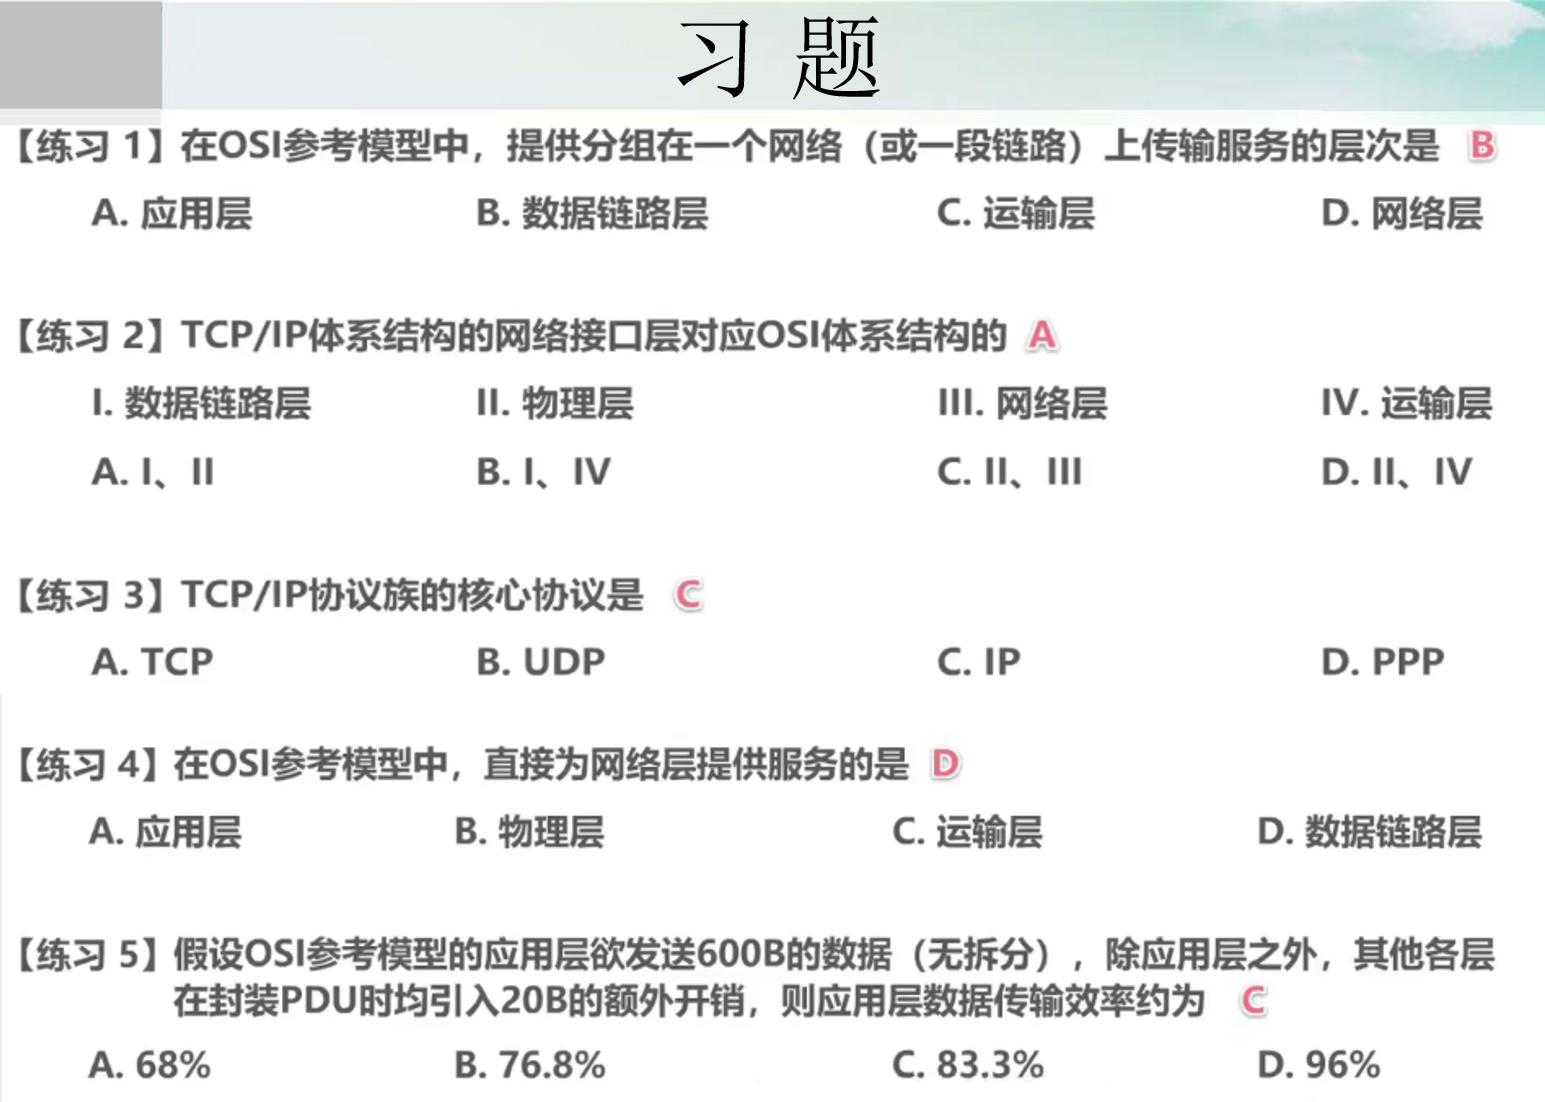 习 题
【练习 1】在OSI参考模型中，提供分组在一个网络（或一段链路）上传输服务的层次是 B
A. 应用层 B. 数据链路层 C. 运输层 D. 网络层
【练习 2】TCP/IP体系结构的网络接口层对应OSI体系结构的 A
I. 数据链路层 II. 物理层 III. 网络层 IV. 运输层
A. I、II B. I、IV C. II、III D. II、IV
【练习 3】TCP/IP协议族的核心协议是 C
A. TCP B. UDP C. IP D. PPP
【练习 4】在OSI参考模型中，直接为网络层提供服务的是 D
A. 应用层 B. 物理层 C. 运输层 D. 数据链路层
【练习 5】假设OSI参考模型的应用层欲发送600B的数据（无拆分），除应用层之外，其他各层
在封装PDU时均引入20B的额外开销，则应用层数据传输效率约为 C
A. 68% B. 76.8% C. 83.3% D. 96%